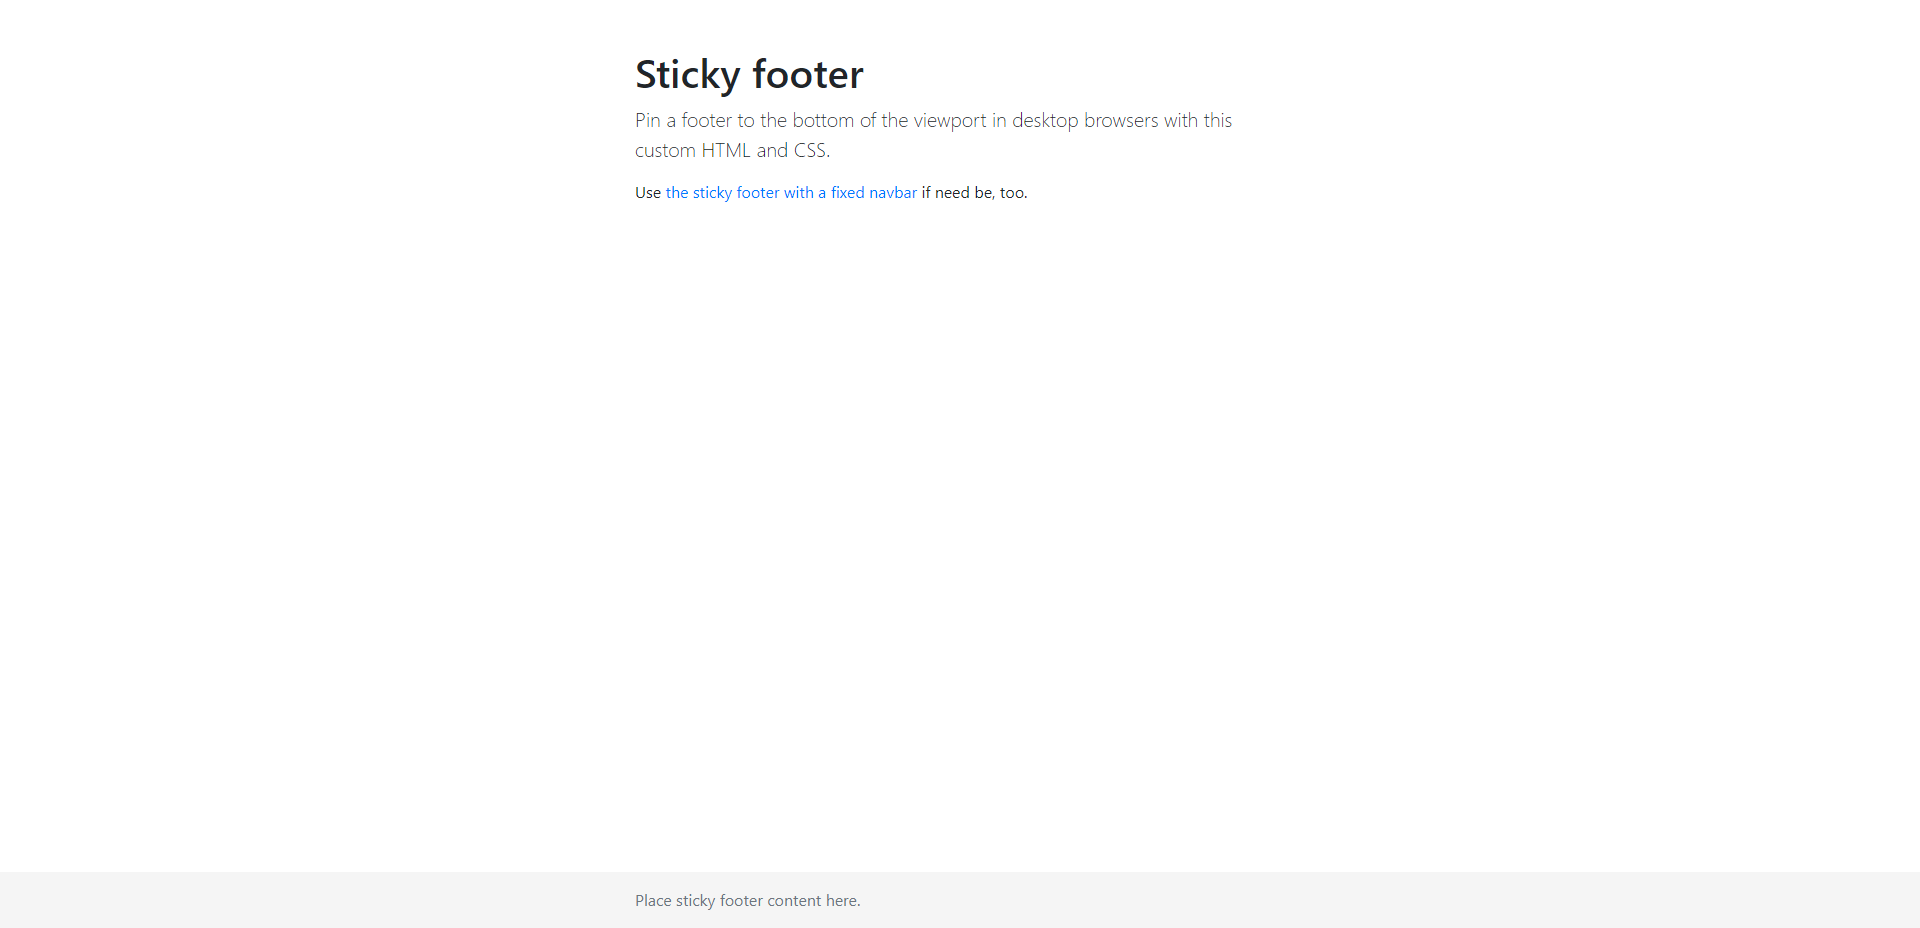 Sticky footer
Pin a footer to the bottom of the viewport in desktop browsers with this
custom HTML and CSS.
Use the sticky footer with a fixed navbar if need be, too.
Place sticky footer content here.